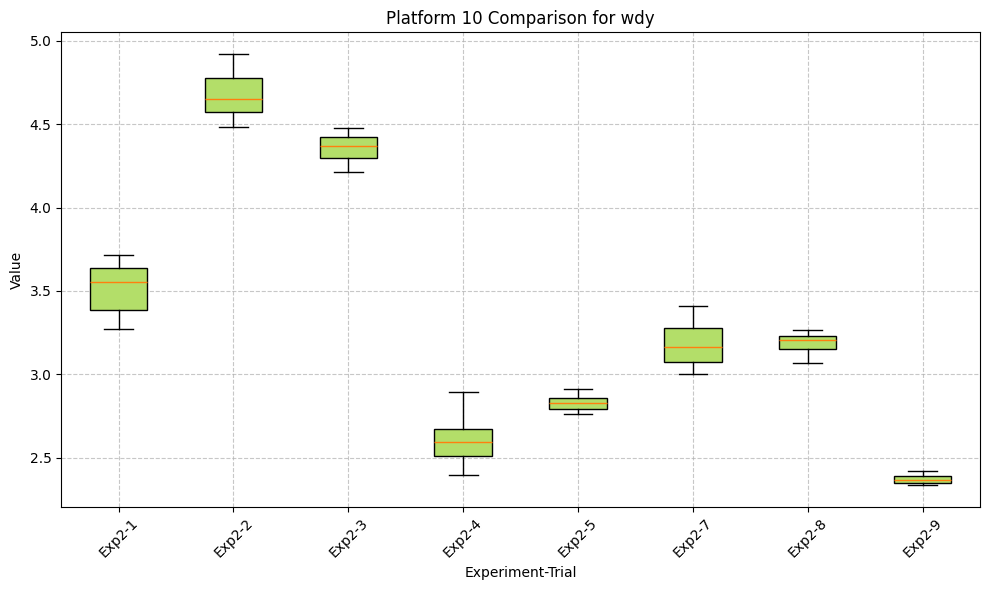 Platform 10 Comparison for wdy
Value
5.0
4.5
4.0
3.5
3.0
2.5
Exp2-1
Exp2-2
Exp2-3
Exp2-4
Exp2-5
Exp2-7
Exp2-8
Exp2-9
Experiment-Trial